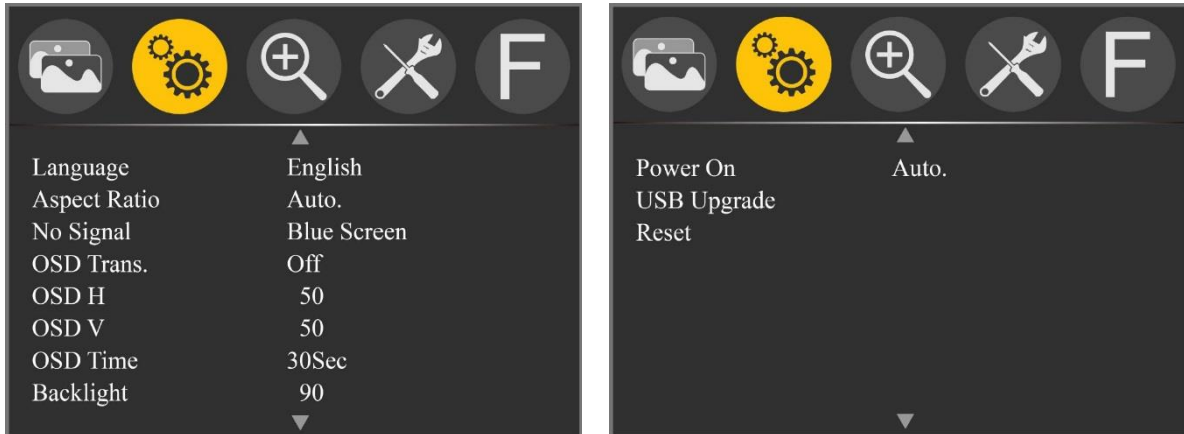 F
Language English
Aspect Ratio Auto.
No Signal Blue Screen
OSD Trans. Off
OSD H 50
OSD V 50
OSD Time 30Sec
Backlight 90
F
Power On Auto.
USB Upgrade
Reset